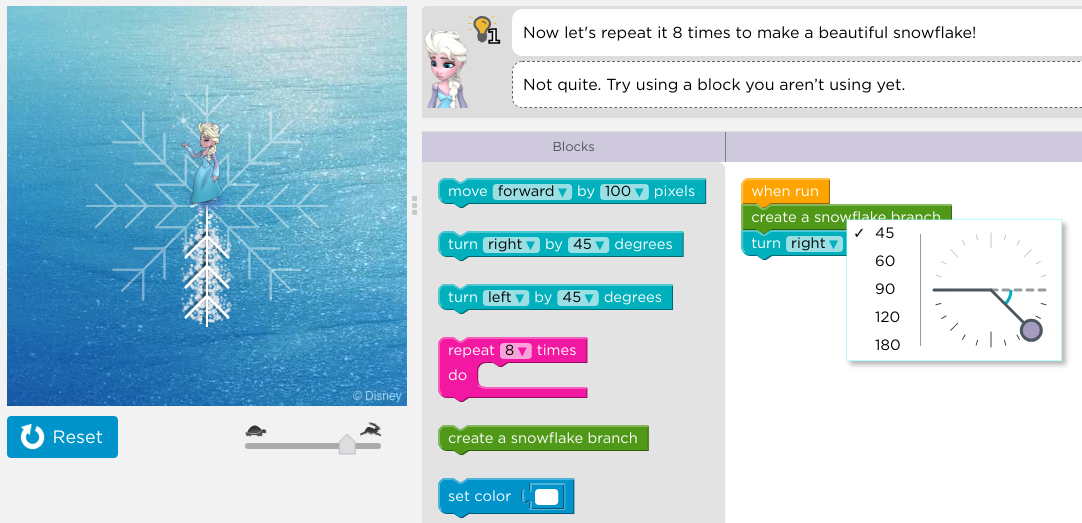 1
Now let's repeat it 8 times to make a beautiful snowflake!
Not quite. Try using a block you aren’t using yet.
Blocks
move forward ▼ by 100 ▼ pixels
turn right ▼ by 45 ▼ degrees
turn left ▼ by 45 ▼ degrees
repeat 8 ▼ times
do
create a snowflake branch
set color
when run
create a snowflake branch
turn right ▼
✓ 45
60
90
120
180
© Disney
Reset